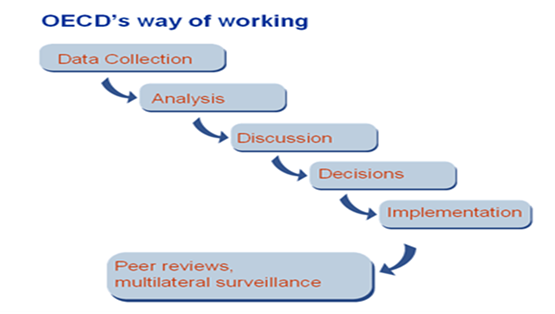 OECD's way of working
Data Collection
Analysis
Discussion
Decisions
Implementation
Peer reviews,
multilateral surveillance